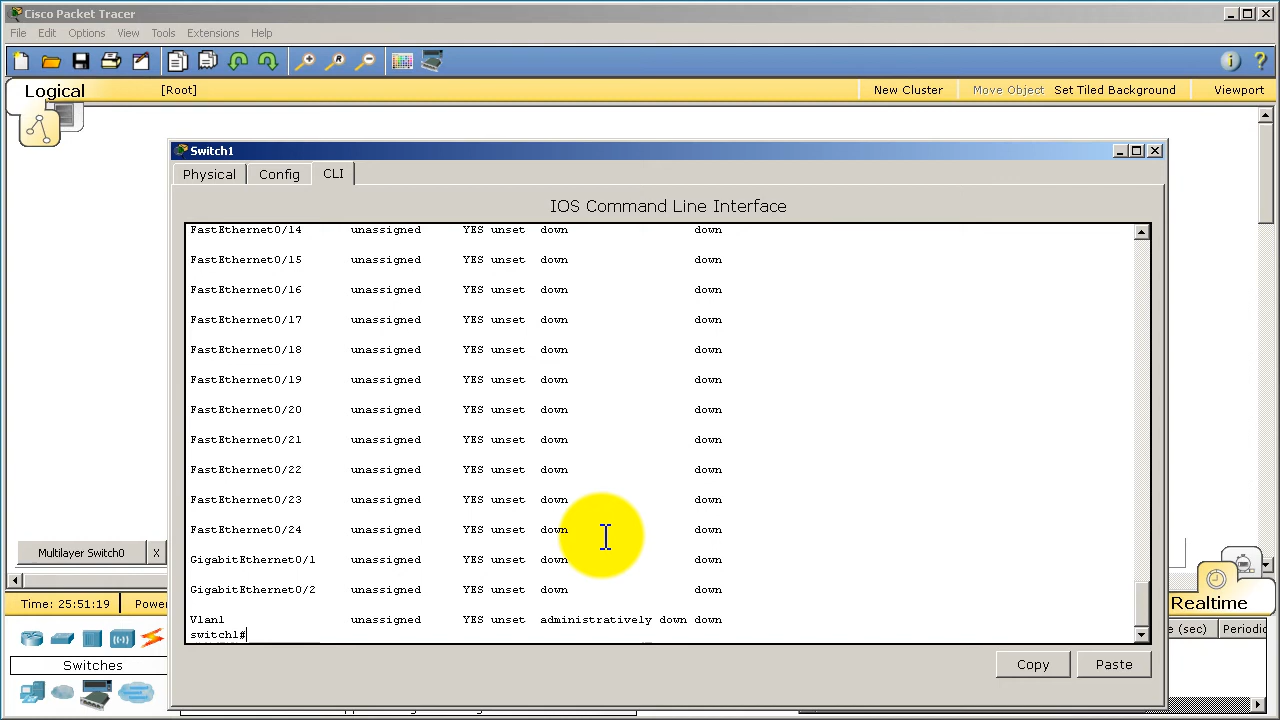 Cisco Packet Tracer
File Edit Options View Tools Extensions Help
Logical [Root] New Cluster Move Object Set Tiled Background Viewport
Switch1
Physical Config CLI
IOS Command Line Interface
FastEthernet0/14 unassigned YES unset down down
FastEthernet0/15 unassigned YES unset down down
FastEthernet0/16 unassigned YES unset down down
FastEthernet0/17 unassigned YES unset down down
FastEthernet0/18 unassigned YES unset down down
FastEthernet0/19 unassigned YES unset down down
FastEthernet0/20 unassigned YES unset down down
FastEthernet0/21 unassigned YES unset down down
FastEthernet0/22 unassigned YES unset down down
FastEthernet0/23 unassigned YES unset down down
FastEthernet0/24 unassigned YES unset down down
GigabitEthernet0/1 unassigned YES unset down down
GigabitEthernet0/2 unassigned YES unset down down
Vlan1 unassigned YES unset administratively down down
switch1#
Copy Paste
Multilayer Switch0 X
Time: 25:51:19 Power
Realtime
(sec) Periodic
Switches